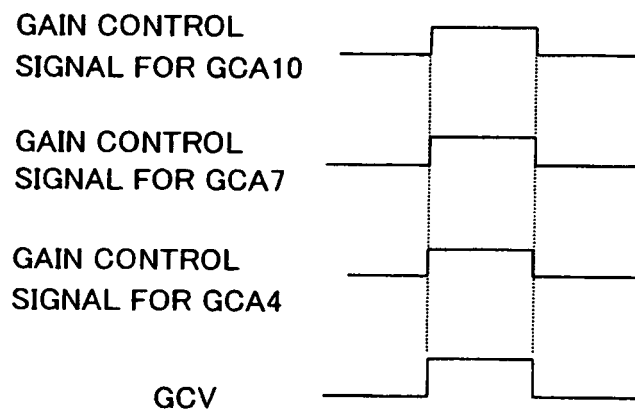 GAIN CONTROL
SIGNAL FOR GCA10
GAIN CONTROL
SIGNAL FOR GCA7
GAIN CONTROL
SIGNAL FOR GCA4
GCV